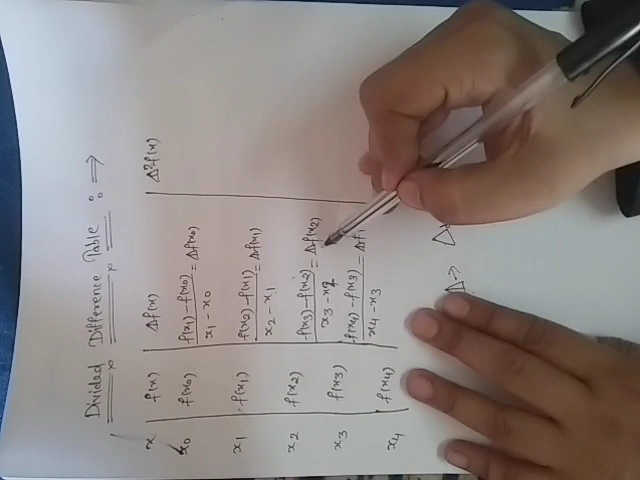 Divided Difference Table :⇒
x f(x) Δf(x) Δ²f(x)
x₀ f(x₀)
f(x₁)-f(x₀)/x₁-x₀ = Δf(x₀)
x₁ f(x₁)
f(x₂)-f(x₁)/x₂-x₁ = Δf(x₁)
x₂ f(x₂)
f(x₃)-f(x₂)/x₃-x₂ = Δf(x₂)
x₃ f(x₃)
f(x₄)-f(x₃)/x₄-x₃ = Δf
x₄ f(x₄)
Δ→ Δ